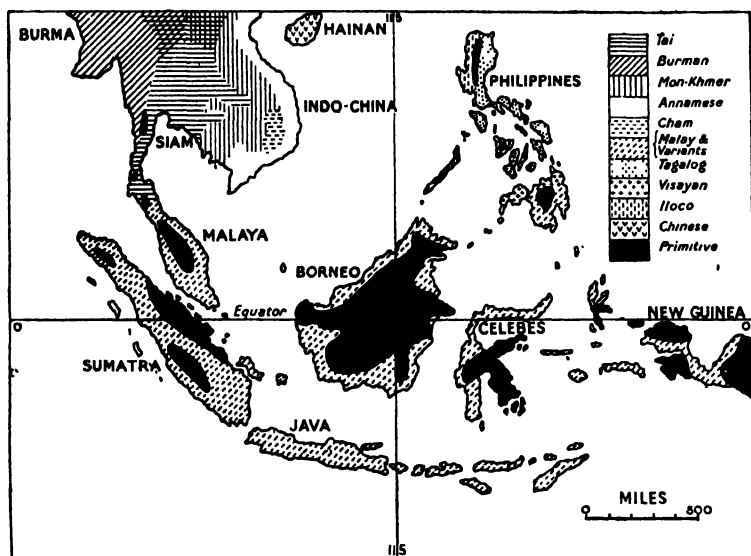 115
BURMA
HAINAN
PHILIPPINES
INDO-CHINA
SIAM
MALAYA
BORNEO
Equator
0
0
NEW GUINEA
CELEBES
SUMATRA
JAVA
Tai
Burman
Mon-Khmer
Annamese
Cham
Malay &
Variants
Tagalog
Visayan
Iloco
Chinese
Primitive
MILES
0 800
115